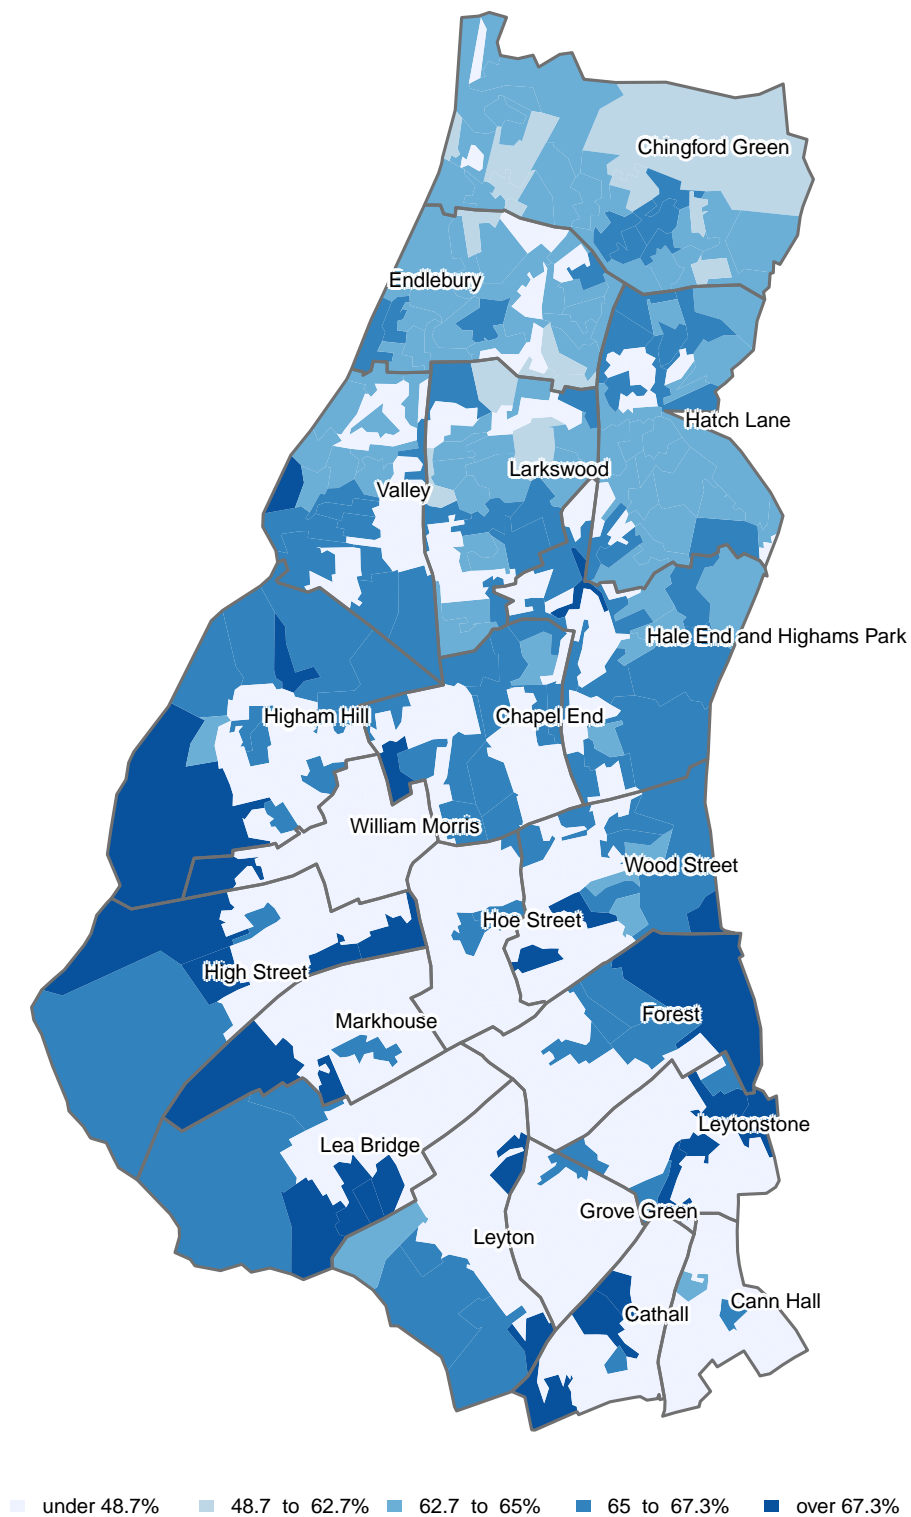 Chingford Green
Endlebury
Hatch Lane
Larkswood
Valley
Hale End and Highams Park
Higham Hill
Chapel End
William Morris
Wood Street
Hoe Street
High Street
Forest
Markhouse
Leytonstone
Lea Bridge
Grove Green
Leyton
Cann Hall
Cathall
under 48.7% 48.7 to 62.7% 62.7 to 65% 65 to 67.3% over 67.3%